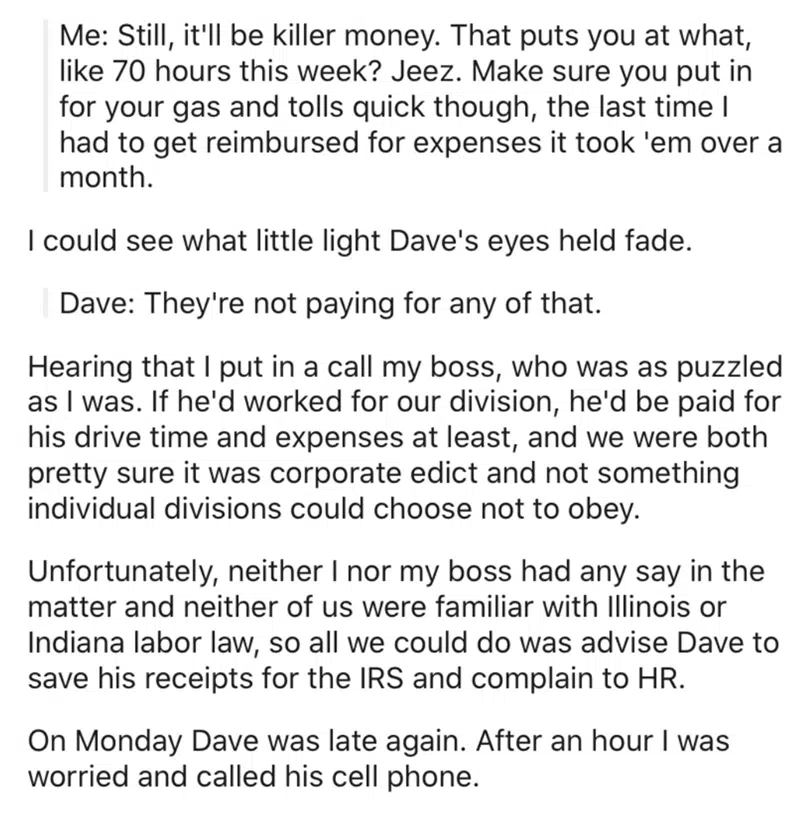 Me: Still, it'll be killer money. That puts you at what,
like 70 hours this week? Jeez. Make sure you put in
for your gas and tolls quick though, the last time I
had to get reimbursed for expenses it took 'em over a
month.
I could see what little light Dave's eyes held fade.
Dave: They're not paying for any of that.
Hearing that I put in a call my boss, who was as puzzled
as I was. If he'd worked for our division, he'd be paid for
his drive time and expenses at least, and we were both
pretty sure it was corporate edict and not something
individual divisions could choose not to obey.
Unfortunately, neither I nor my boss had any say in the
matter and neither of us were familiar with Illinois or
Indiana labor law, so all we could do was advise Dave to
save his receipts for the IRS and complain to HR.
On Monday Dave was late again. After an hour I was
worried and called his cell phone.